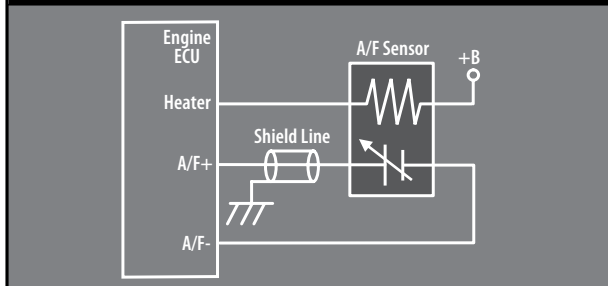 Engine
ECU
A/F Sensor
+B
Heater
Shield Line
A/F+
A/F-